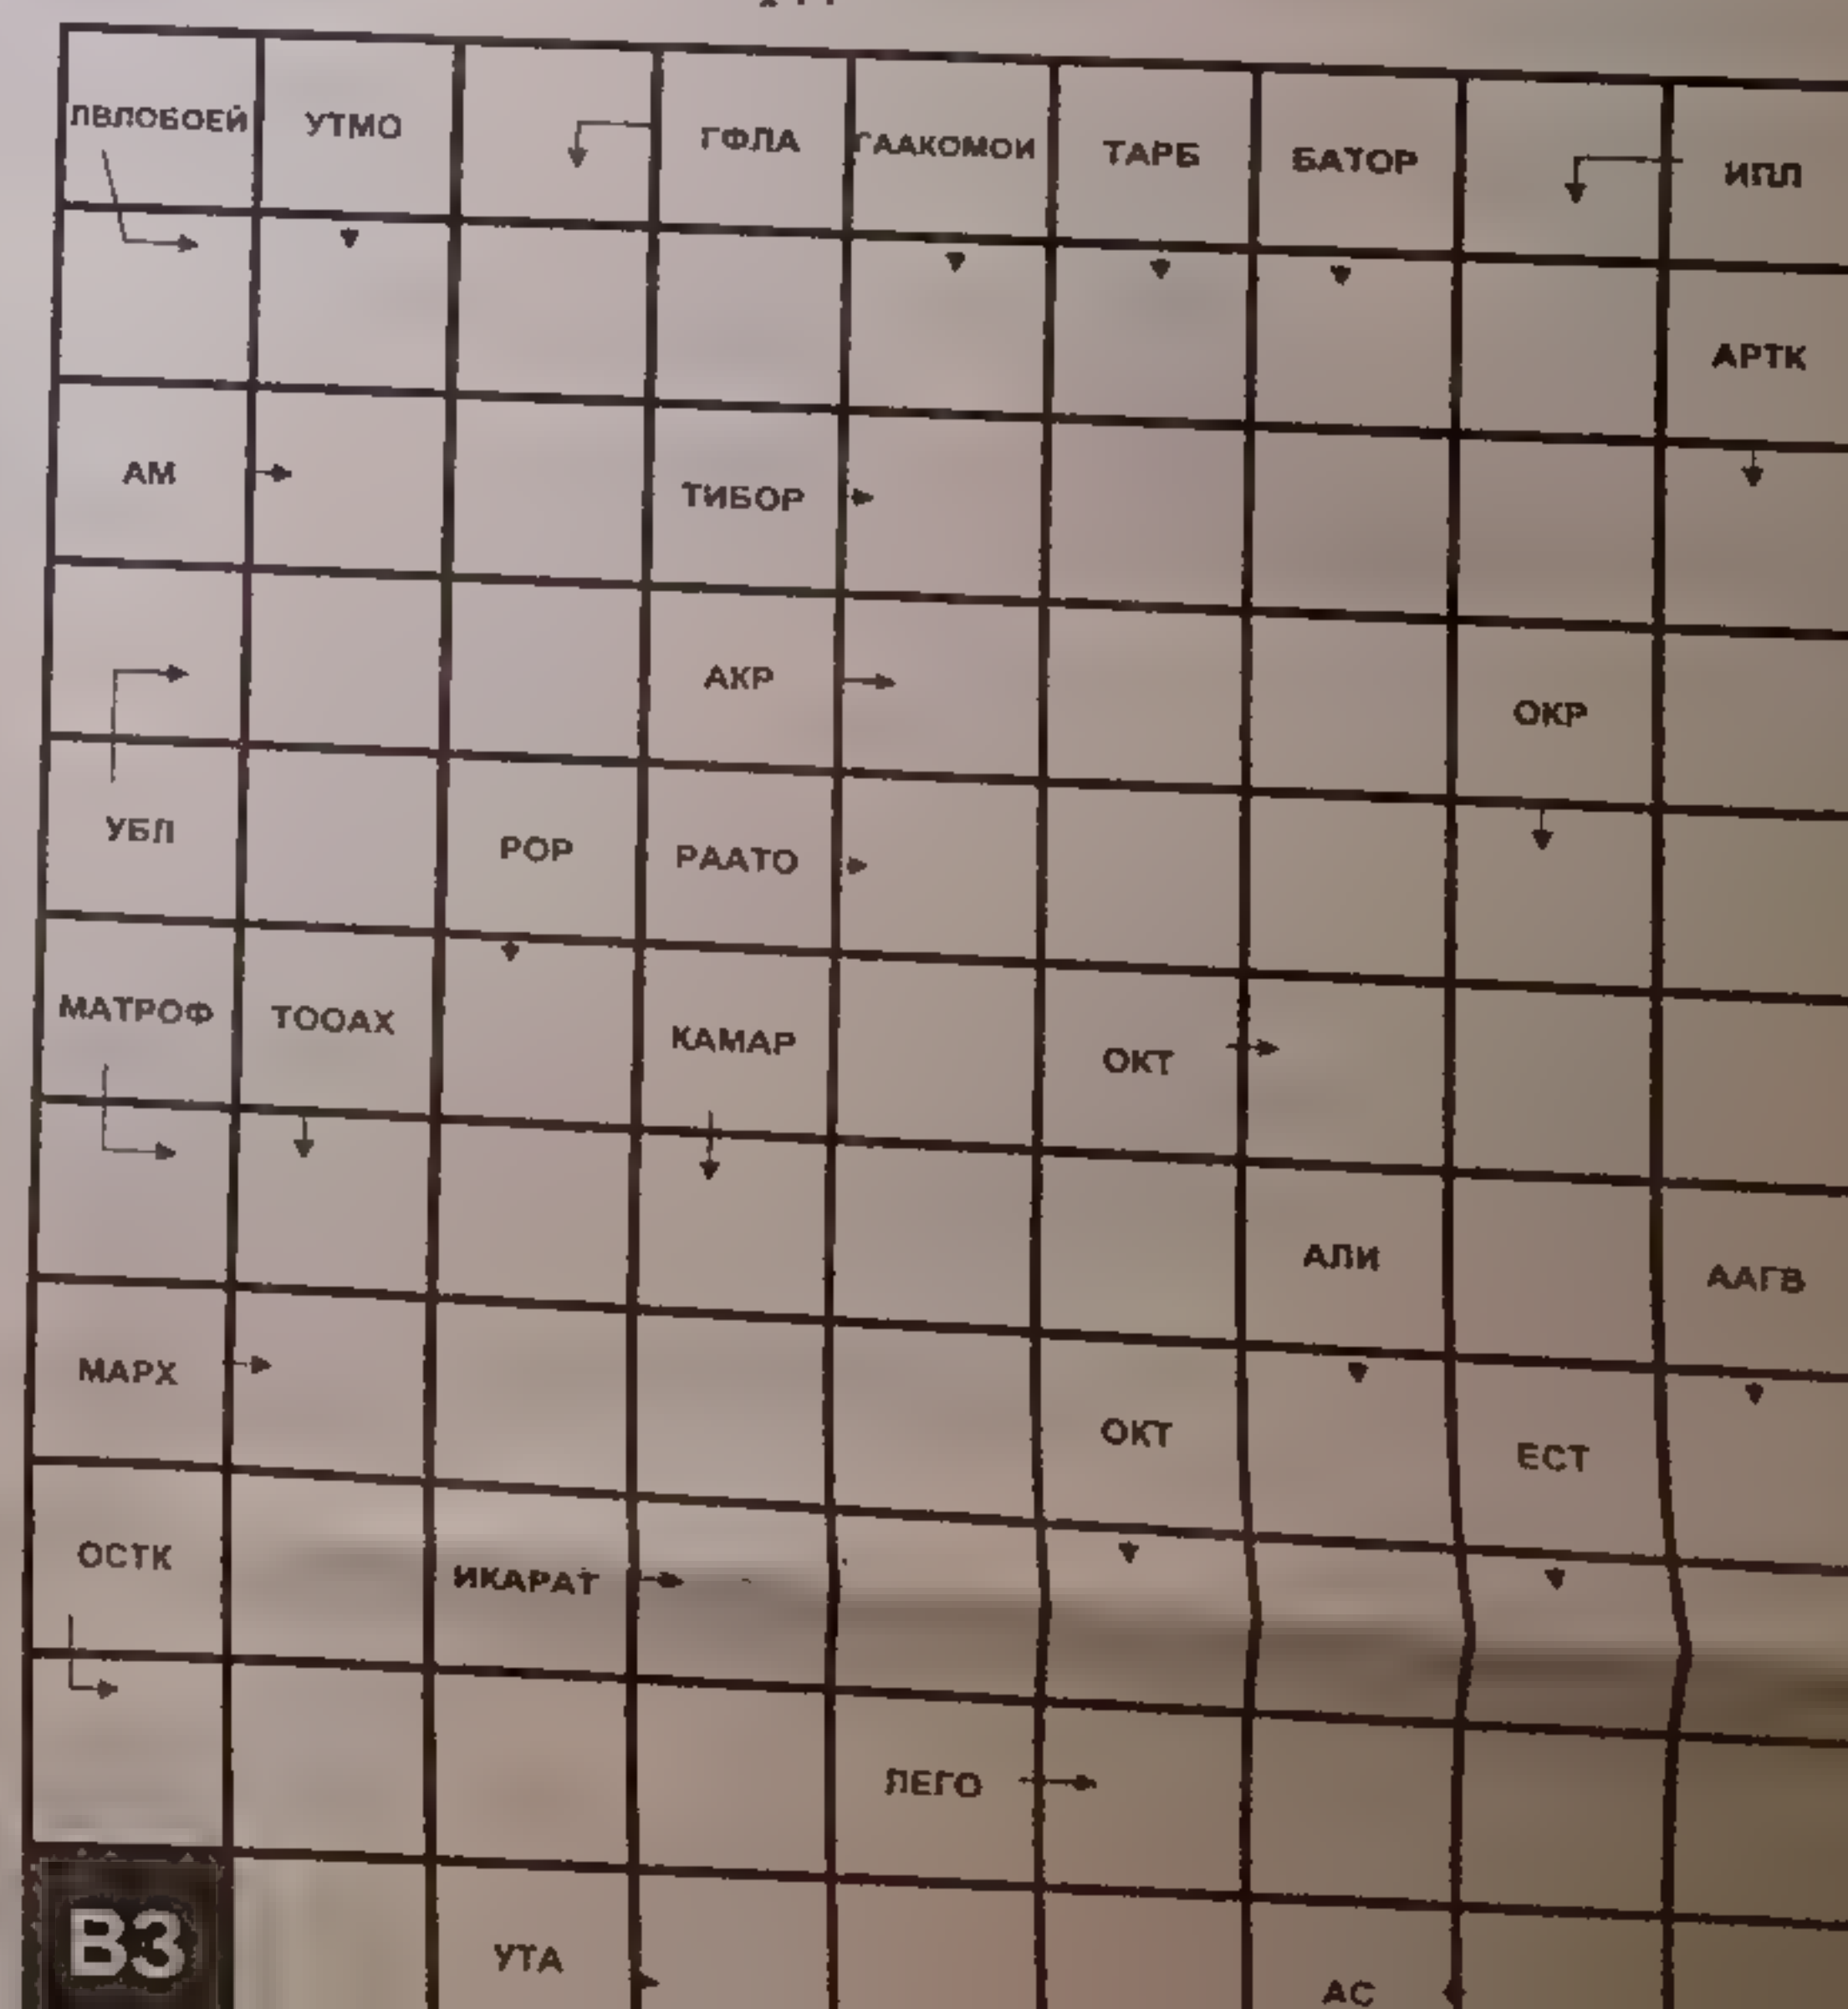 ЛВЛОБОЕЙ УТМО ГФЛА ГААКОМОИ ТАРБ БАТОР ИПЛ
АРТК
АМ ТИБОР
АКР ОКР
УБЛ РОР РААТО
МАТРОФ ТООАХ КАМАР ОКТ
АЛИ ААГВ
МАРХ ОКТ ЕСТ
ОСТК ИКАРАТ
ЛЕГО
В3 УТА АС